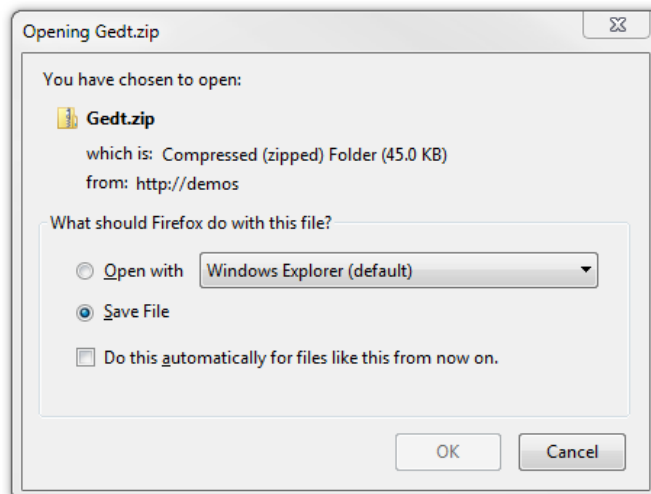 Opening Gedt.zip
You have chosen to open:
Gedt.zip
which is: Compressed (zipped) Folder (45.0 KB)
from: http://demos
What should Firefox do with this file?
Open with Windows Explorer (default)
Save File
Do this automatically for files like this from now on.
OK Cancel